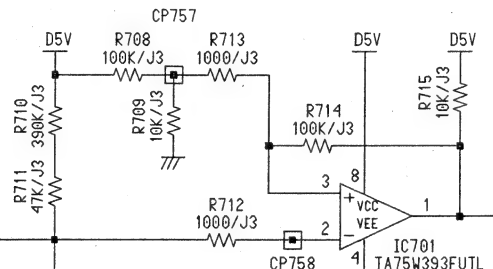 CP757
D5V
R708
100K/J3
R713
1000/J3
D5V
D5V
R710
390K/J3
R709
10K/J3
R714
100K/J3
R715
10K/J3
R711
47K/J3
R712
1000/J3
3
8
+
VCC
1
VEE
2
-
IC701
CP758
4
TA75W393FUTL